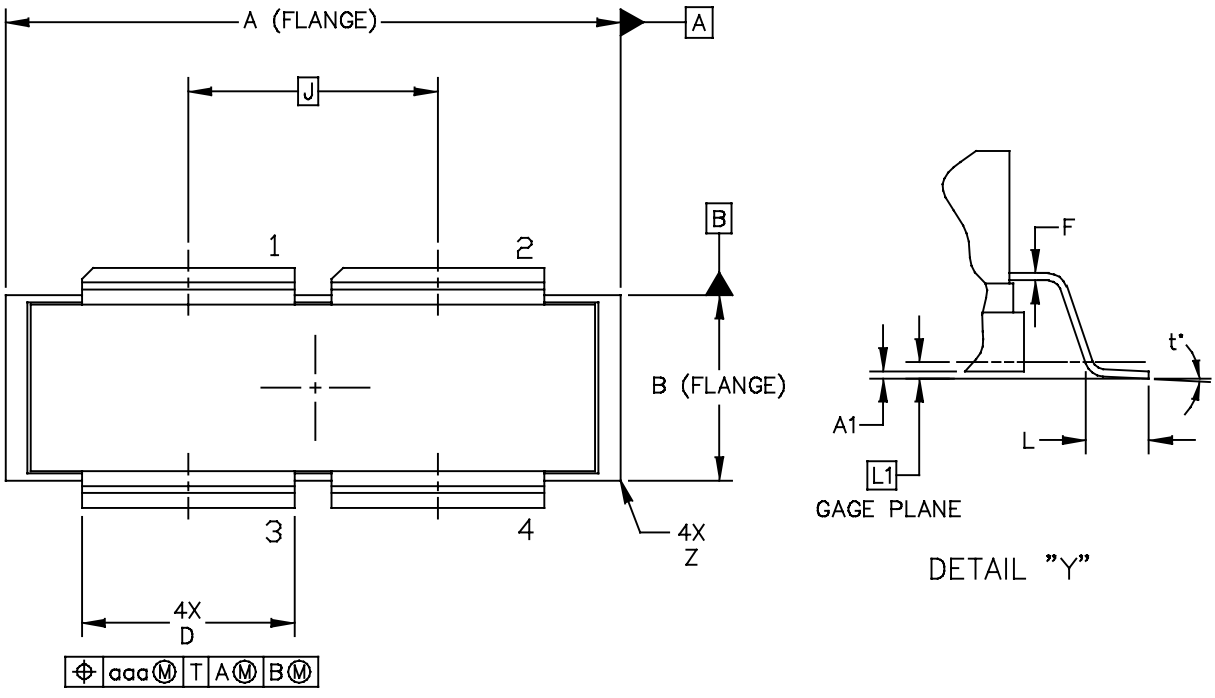 A (FLANGE)
A
J
B
1
2
F
t°
B (FLANGE)
A1
L
L1
GAGE PLANE
3
4
4X
Z
DETAIL "Y"
4X
D
⌖ aaa Ⓜ T A Ⓜ B Ⓜ